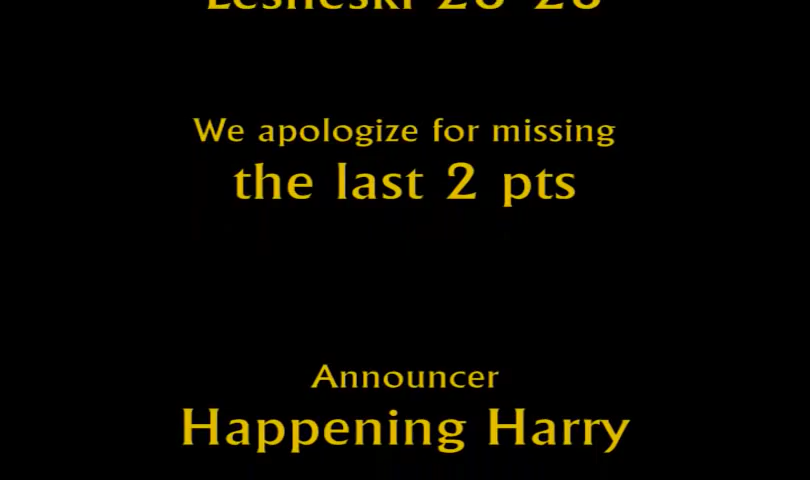 We apologize for missing
the last 2 pts
Announcer
Happening Harry